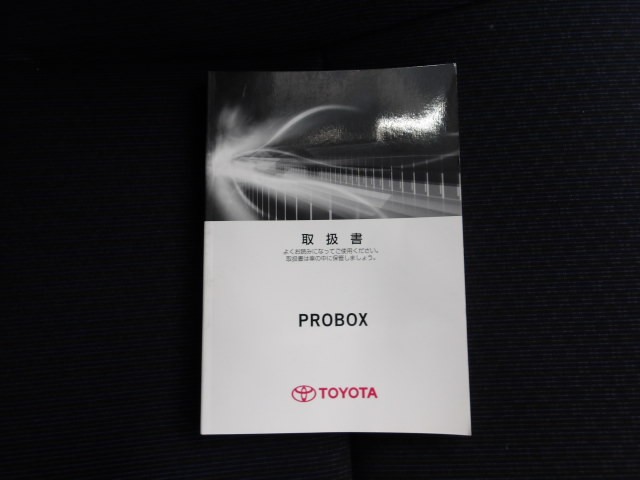 取扱書
よくお読みになってご使用ください。
取扱書は車の中に保管しましょう。
PROBOX
TOYOTA